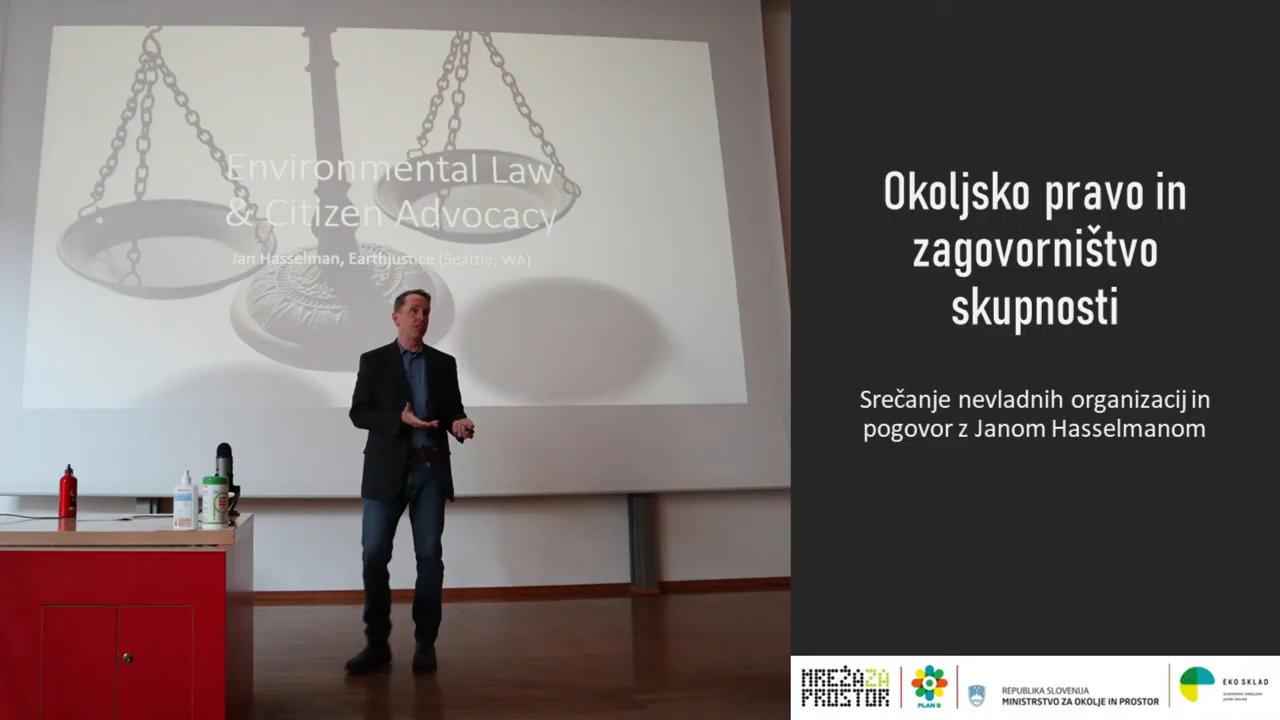 Environmental Law
& Citizen Advocacy
Jan Hasselman, Earthjustice (Seattle, WA)
Okoljsko pravo in
zagovorništvo
skupnosti
Srečanje nevladnih organizacij in
pogovor z Janom Hasselmanom
MREŽA ZA
PROSTOR
PLAN B
REPUBLIKA SLOVENIJA
MINISTRSTVO ZA OKOLJE IN PROSTOR
EKO SKLAD